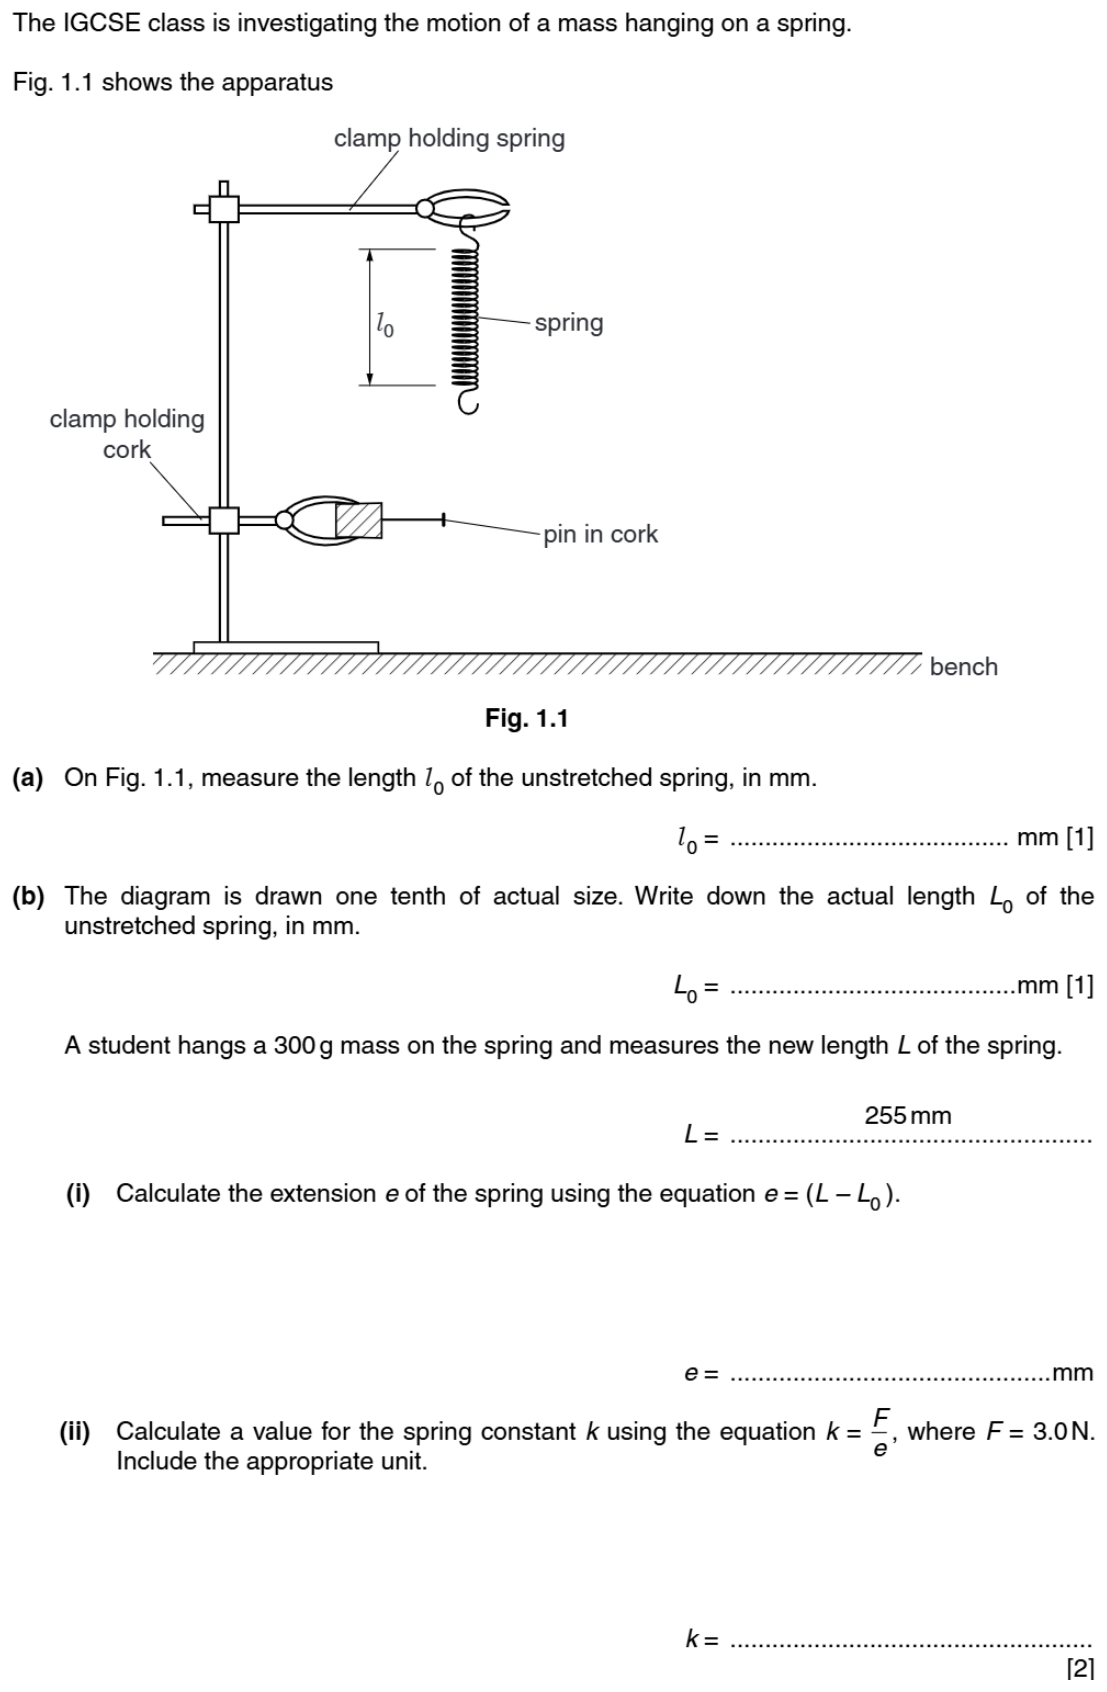 The IGCSE class is investigating the motion of a mass hanging on a spring.
Fig. 1.1 shows the apparatus
clamp holding spring
l0
spring
clamp holding
cork
pin in cork
bench
Fig. 1.1
(a) On Fig. 1.1, measure the length l0 of the unstretched spring, in mm.
l0 = ........................................ mm [1]
(b) The diagram is drawn one tenth of actual size. Write down the actual length L0 of the
unstretched spring, in mm.
L0 = .........................................mm [1]
A student hangs a 300 g mass on the spring and measures the new length L of the spring.
255 mm
L = ....................................................
(i) Calculate the extension e of the spring using the equation e = (L – L0).
e = ..............................................mm
(ii) Calculate a value for the spring constant k using the equation k = F/e, where F = 3.0 N.
Include the appropriate unit.
k = ....................................................
[2]